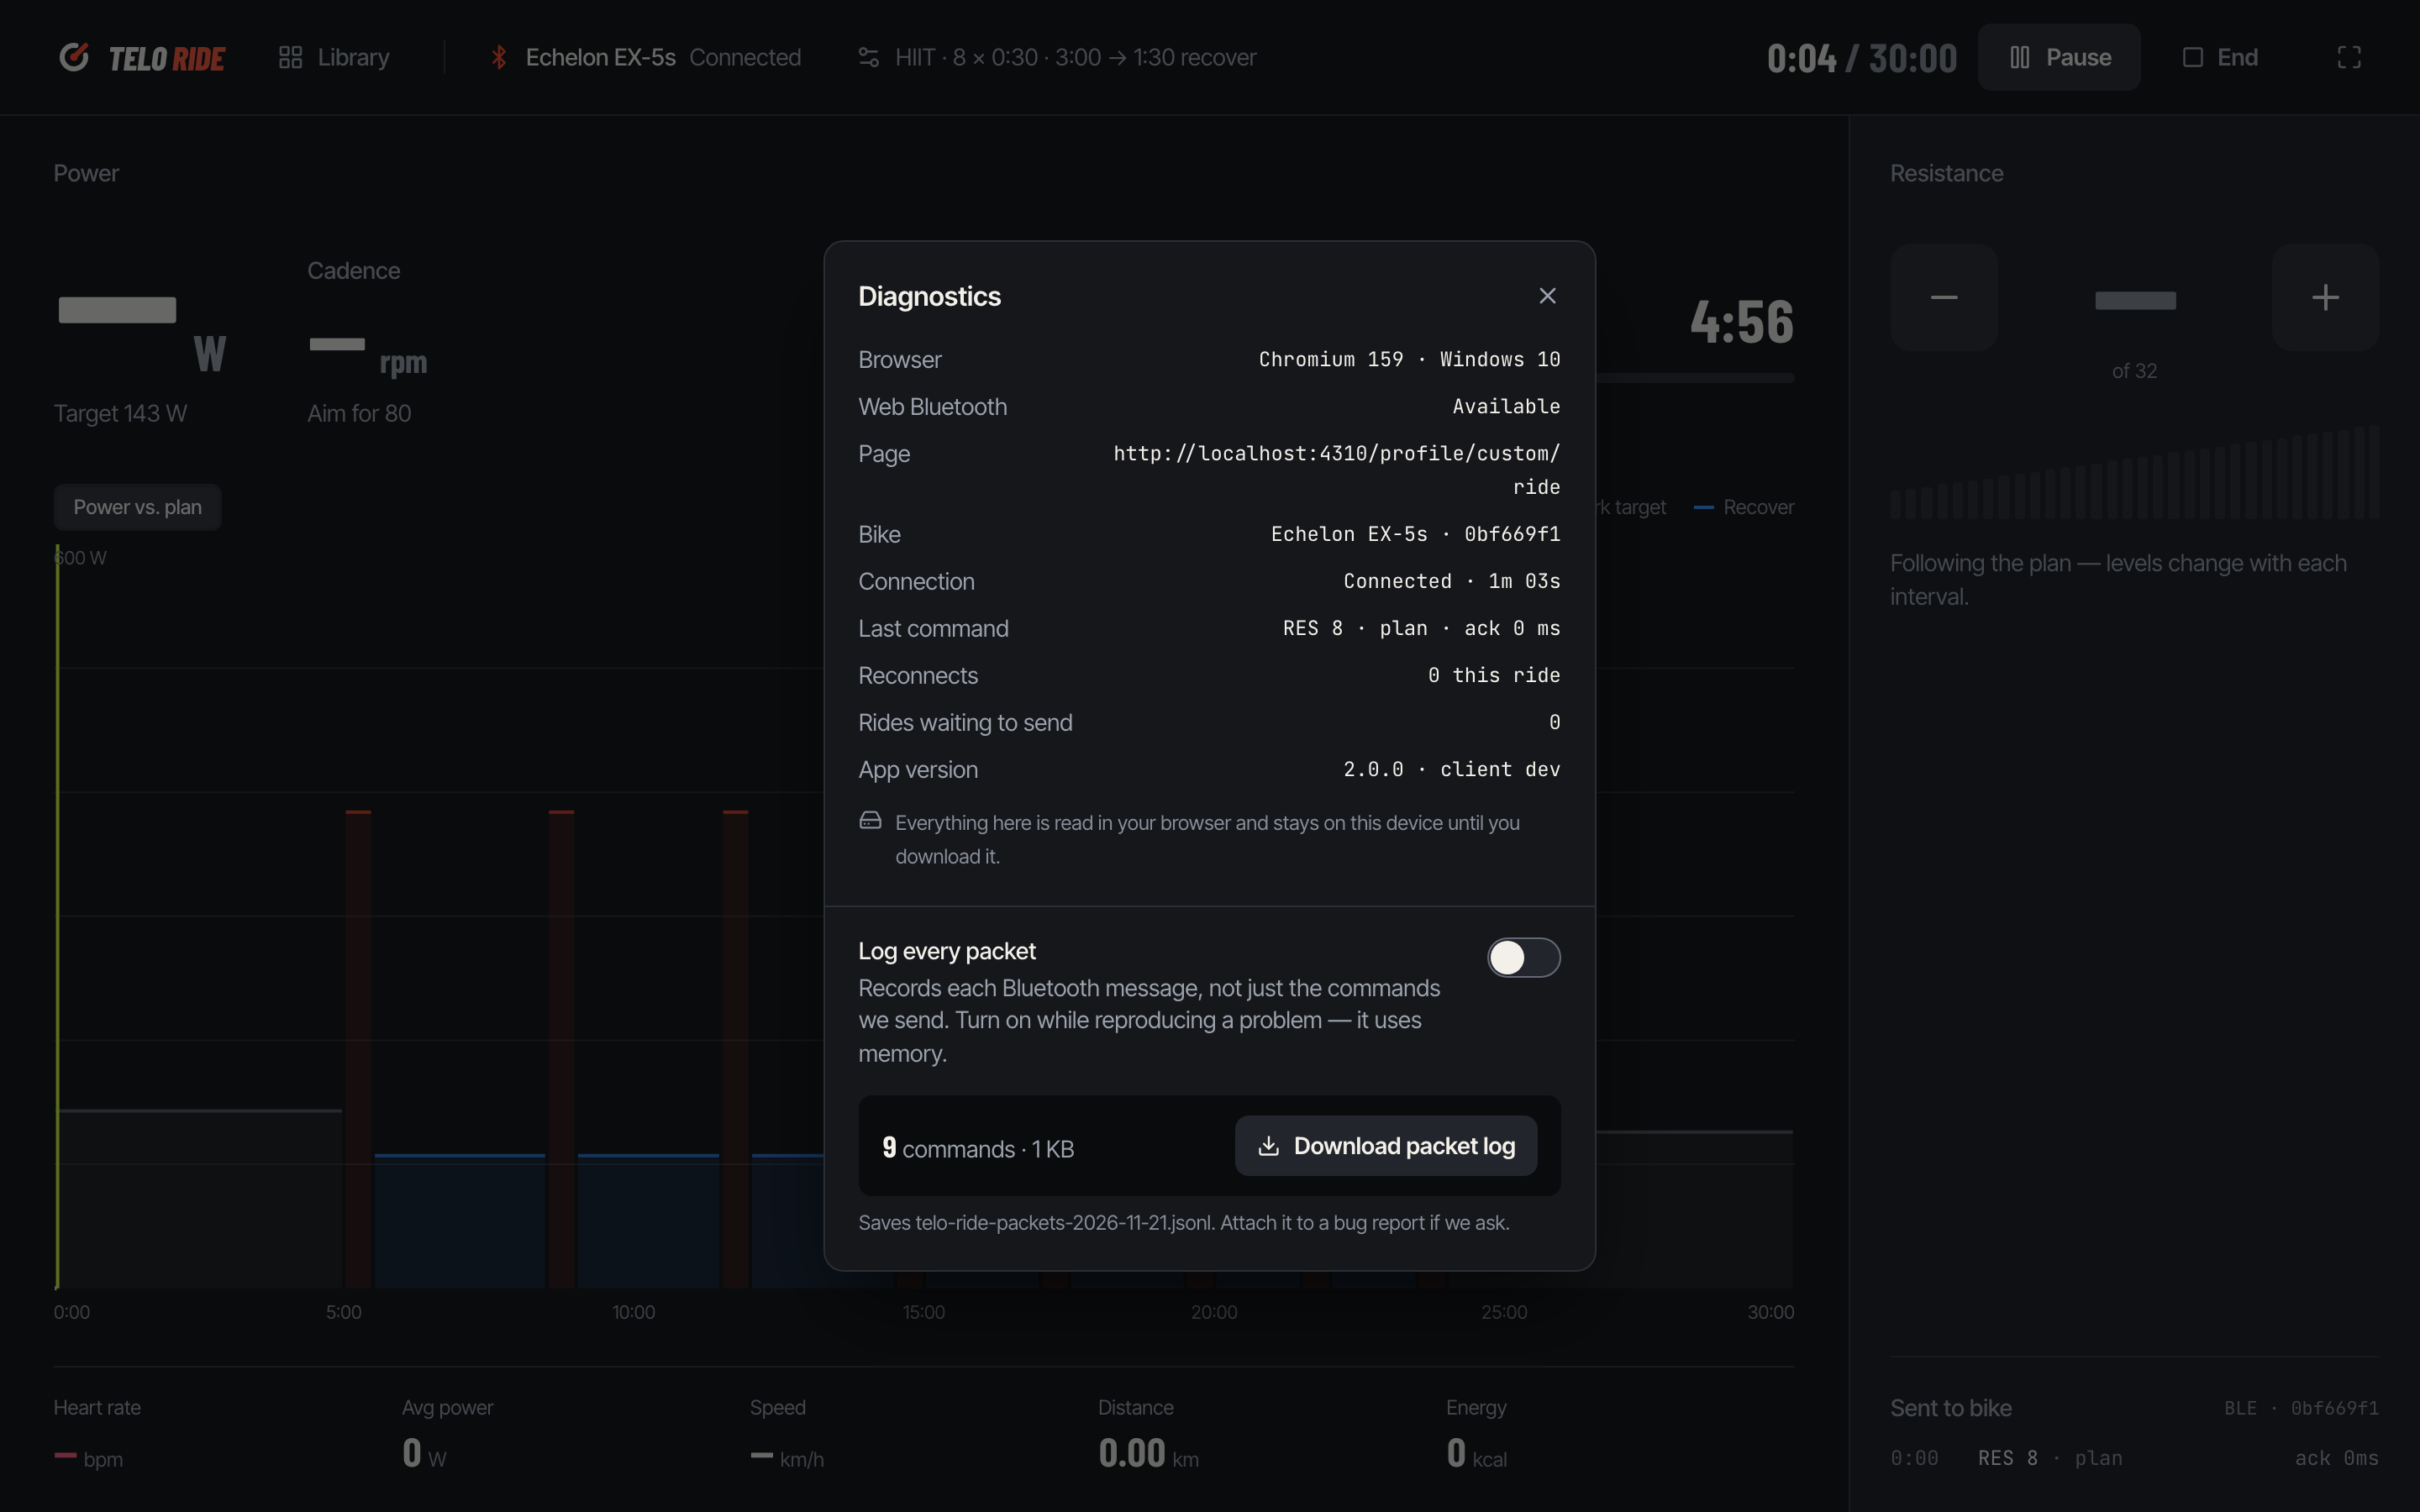 TELO RIDE
Library
Echelon EX-5s Connected
HIIT · 8 × 0:30 · 3:00 → 1:30 recover
0:04 / 30:00
Pause
End
Power
Resistance
Cadence
W
rpm
Target 143 W
Aim for 80
4:56
of 32
Power vs. plan
rk target
Recover
600 W
Following the plan — levels change with each
interval.
Diagnostics
Browser Chromium 159 · Windows 10
Web Bluetooth Available
Page http://localhost:4310/profile/custom/
ride
Bike Echelon EX-5s · 0bf669f1
Connection Connected · 1m 03s
Last command RES 8 · plan · ack 0 ms
Reconnects 0 this ride
Rides waiting to send 0
App version 2.0.0 · client dev
Everything here is read in your browser and stays on this device until you
download it.
Log every packet
Records each Bluetooth message, not just the commands
we send. Turn on while reproducing a problem — it uses
memory.
9 commands · 1 KB
Download packet log
Saves telo-ride-packets-2026-11-21.jsonl. Attach it to a bug report if we ask.
0:00 5:00 10:00 15:00 20:00 25:00 30:00
Heart rate Avg power Speed Distance Energy
— bpm 0 W — km/h 0.00 km 0 kcal
Sent to bike BLE · 0bf669f1
0:00 RES 8 · plan ack 0ms